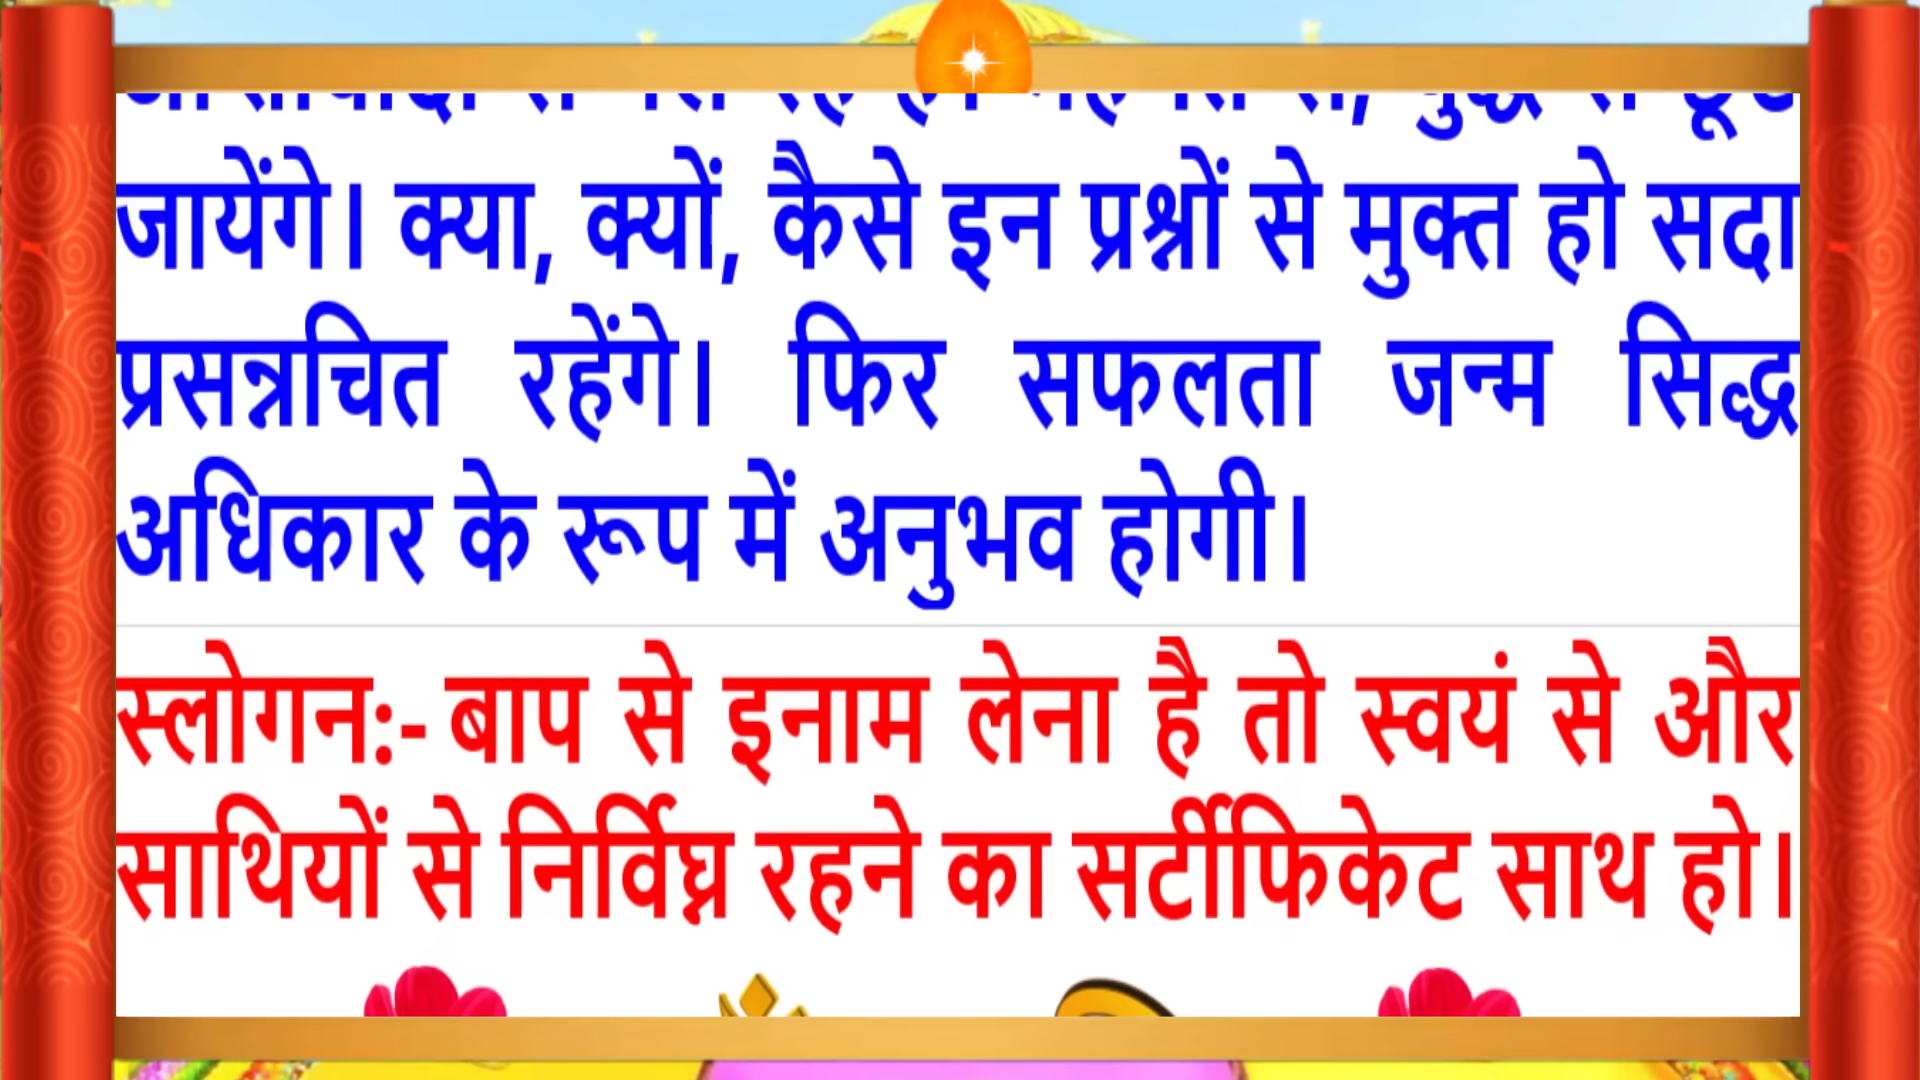 जायेंगे। क्या, क्यों, कैसे इन प्रश्नों से मुक्त हो सदा
प्रसन्नचित रहेंगे। फिर सफलता जन्म सिद्ध
अधिकार के रूप में अनुभव होगी।
स्लोगन:- बाप से इनाम लेना है तो स्वयं से और
साथियों से निर्विघ्न रहने का सर्टीफिकेट साथ हो।